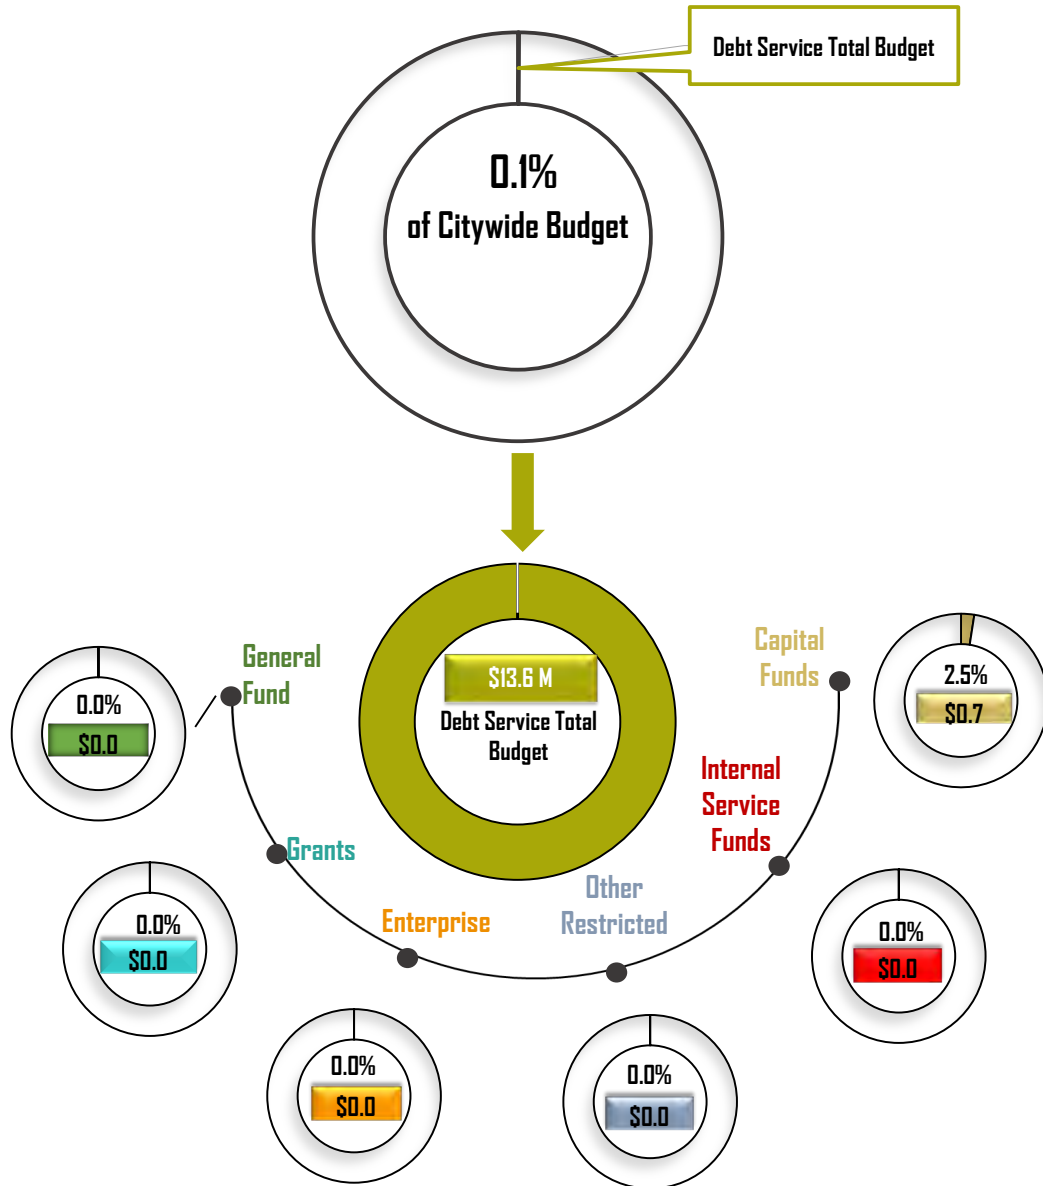 Debt Service Total Budget
0.1%
of Citywide Budget
General
Fund
0.0%
$0.0
$13.6 M
Debt Service Total
Budget
Capital
Funds
2.5%
$0.7
Internal
Service
Funds
Grants
Other
Restricted
Enterprise
0.0%
$0.0
0.0%
$0.0
0.0%
$0.0
0.0%
$0.0